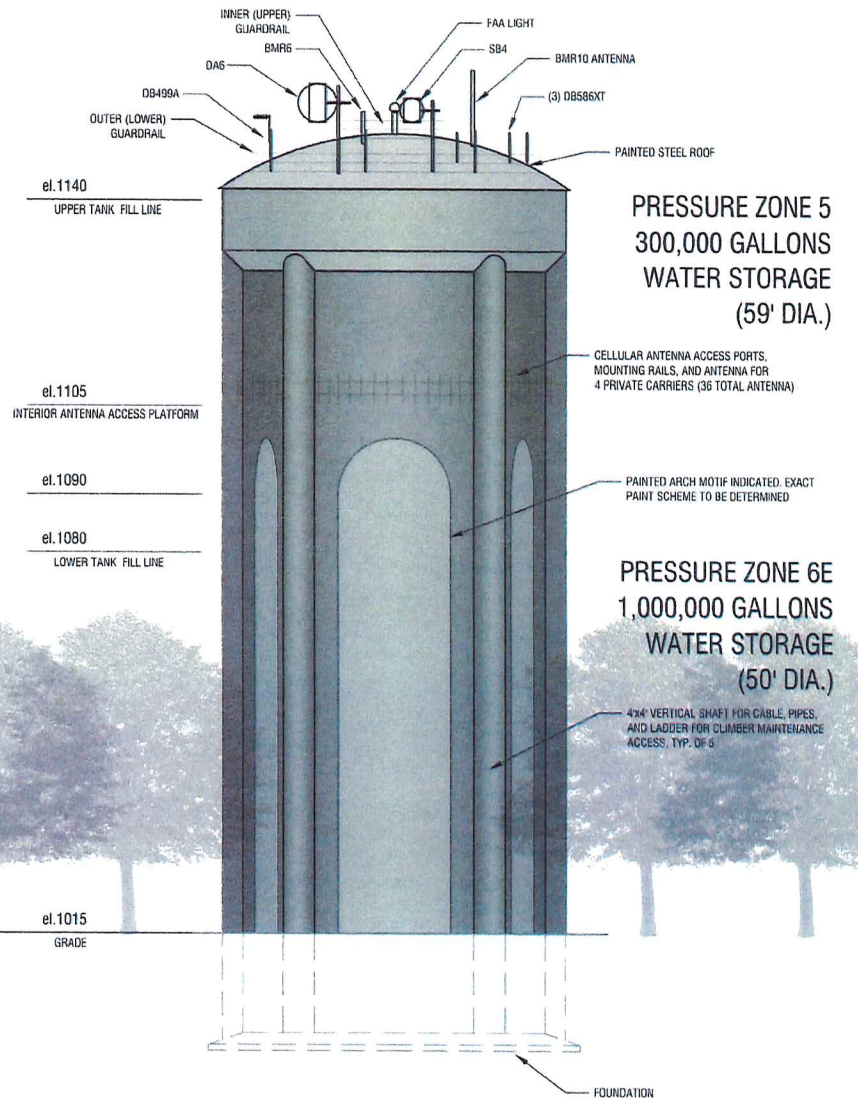 INNER (UPPER)
GUARDRAIL
BMR6
DA6
DB499A
OUTER (LOWER)
GUARDRAIL
FAA LIGHT
SB4
BMR10 ANTENNA
(3) DB586XT
PAINTED STEEL ROOF
el.1140
UPPER TANK FILL LINE
PRESSURE ZONE 5
300,000 GALLONS
WATER STORAGE
(59' DIA.)
CELLULAR ANTENNA ACCESS PORTS,
MOUNTING RAILS, AND ANTENNA FOR
4 PRIVATE CARRIERS (36 TOTAL ANTENNA)
el.1105
INTERIOR ANTENNA ACCESS PLATFORM
el.1090
PAINTED ARCH MOTIF INDICATED. EXACT
PAINT SCHEME TO BE DETERMINED
el.1080
LOWER TANK FILL LINE
PRESSURE ZONE 6E
1,000,000 GALLONS
WATER STORAGE
(50' DIA.)
4'x4' VERTICAL SHAFT FOR CABLE, PIPES,
AND LADDER FOR CLIMBER MAINTENANCE
ACCESS, TYP. OF
el.1015
GRADE
FOUNDATION